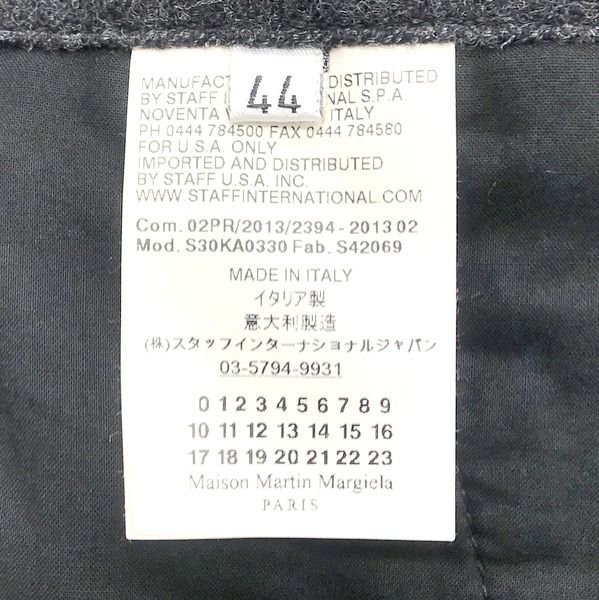 44
MANUFAC DISTRIBUTED
BY STAFF NAL S.P.A.
NOVENTA ITALY
PH 0444 784500 FAX 0444 784580
FOR U.S.A. ONLY
IMPORTED AND DISTRIBUTED
BY STAFF U.S.A. INC.
WWW.STAFFINTERNATIONAL.COM
Com. 02PR/2013/2394 - 2013 02
Mod. S30KA0330 Fab. S42069
MADE IN ITALY
イタリア製
意大利製造
(株)スタッフインターナショナルジャパン
03-5794-9931
0 1 2 3 4 5 6 7 8 9
10 11 12 13 14 15 16
17 18 19 20 21 22 23
Maison Martin Margiela
PARIS